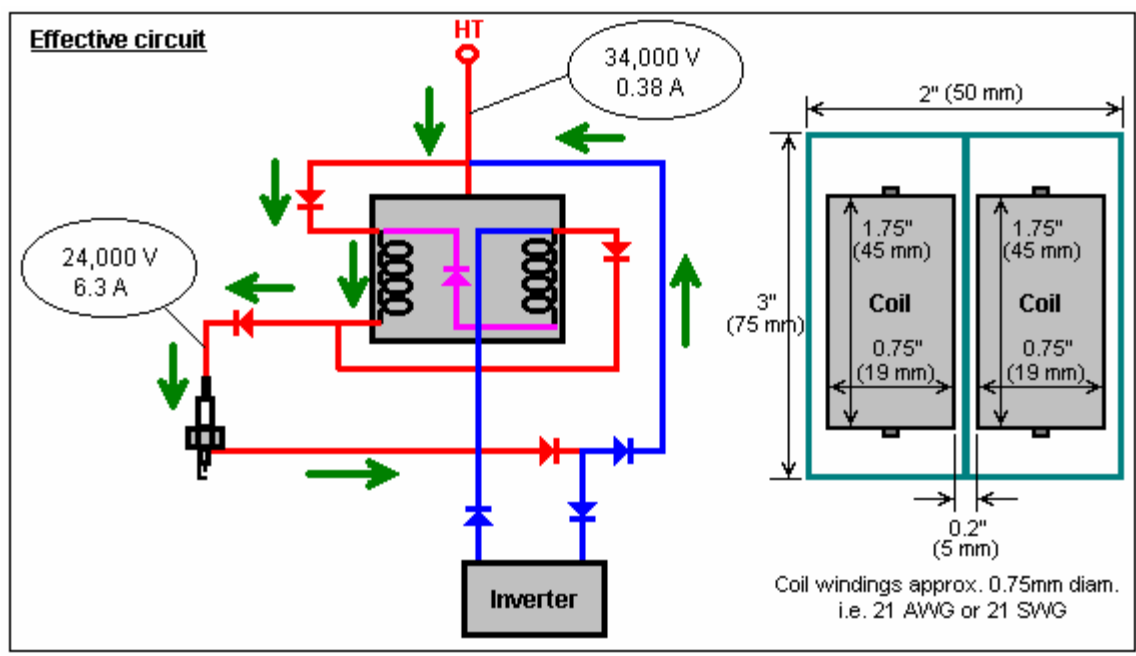 Effective circuit
HT
34,000 V
0.38 A
24,000 V
6.3 A
Inverter
2" (50 mm)
3"
(75 mm)
1.75"
(45 mm)
Coil
0.75"
(19 mm)
1.75"
(45 mm)
Coil
0.75"
(19 mm)
0.2"
(5 mm)
Coil windings approx. 0.75mm diam.
i.e. 21 AWG or 21 SWG